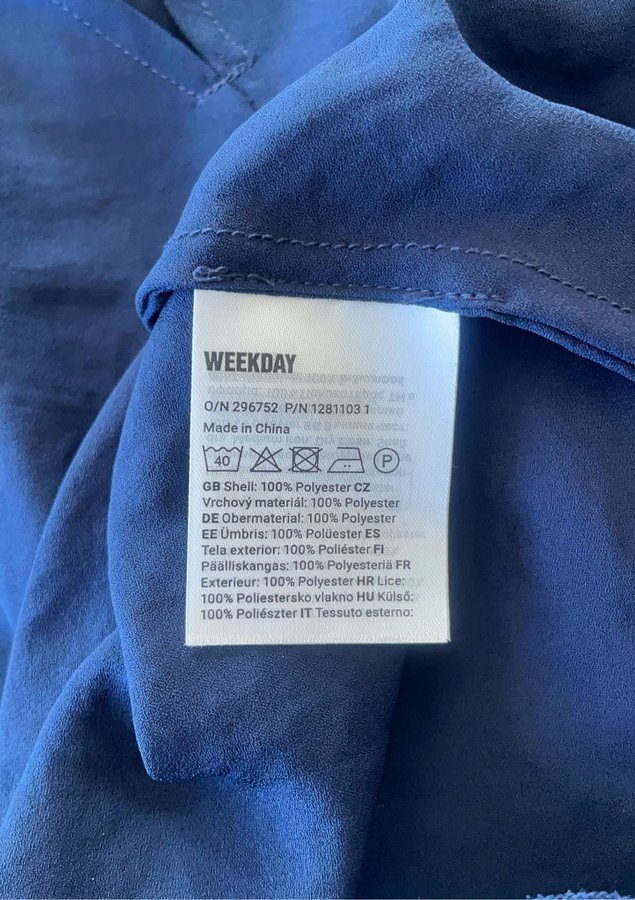 WEEKDAY
O/N 296752 P/N 1281103 1
Made in China
40 P
GB Shell: 100% Polyester CZ
Vrchový materiál: 100% Polyester
DE Obermaterial: 100% Polyester
EE Ümbris: 100% Polüester ES
Tela exterior: 100% Poliéster FI
Päälliskangas: 100% Polyesteriä FR
Exterieur: 100% Polyester HR Lice:
100% Poliestersko vlakno HU Külső:
100% Poliészter IT Tessuto esterno: